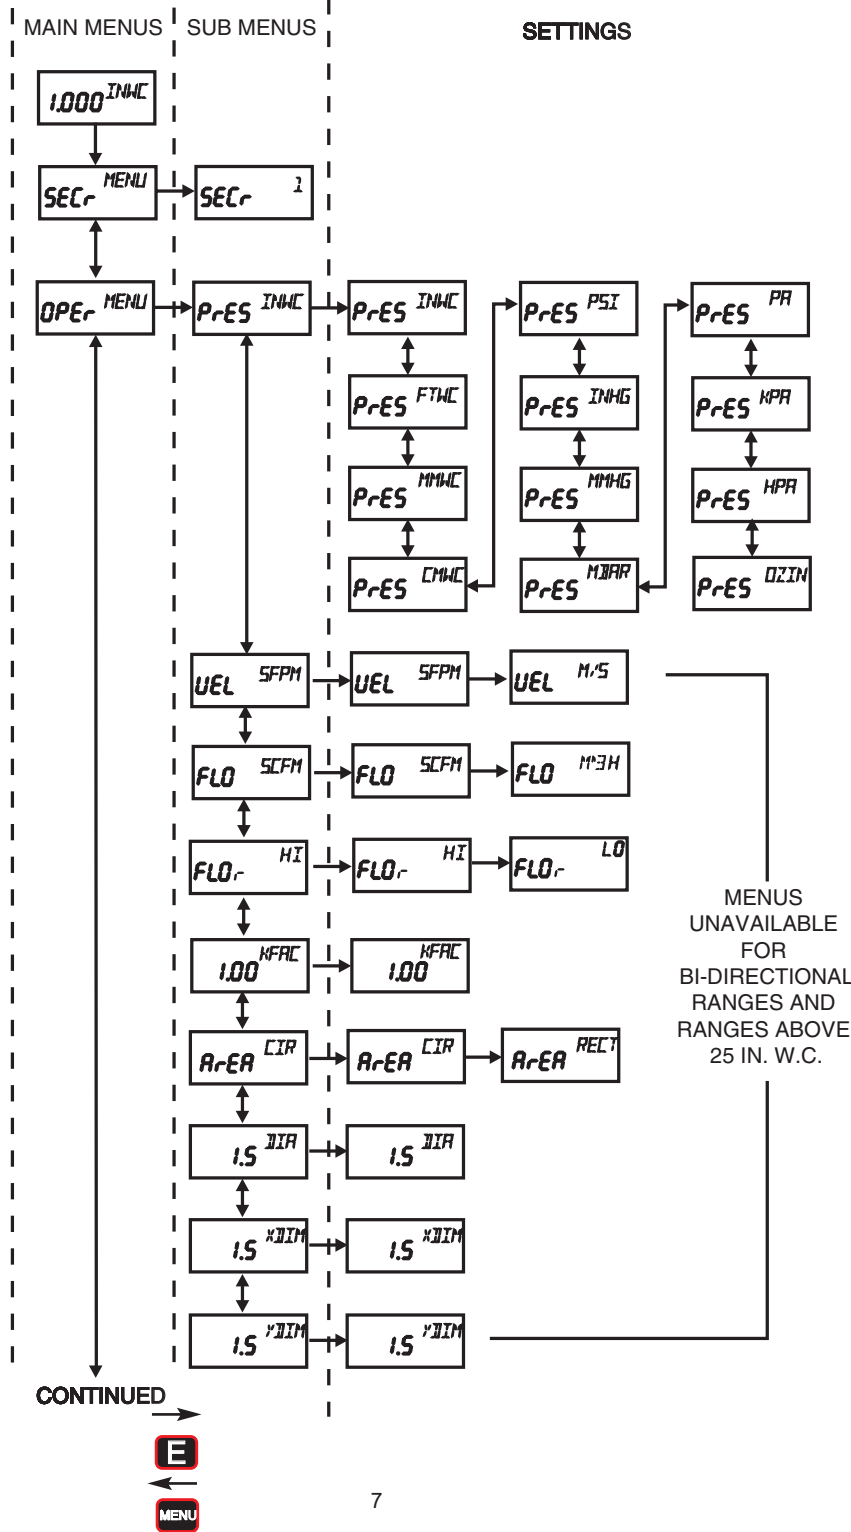 MAIN MENUS SUB MENUS SETTINGS
1.000 INWC
SECr MENU SECr 1
OPEr MENU PrES INWC PrES INWC PrES PSI PrES PA
PrES FTWC PrES INHG PrES KPA
PrES MMWC PrES MMHG PrES HPA
PrES CMWC PrES MBAR PrES OZIN
VEL SFPM VEL SFPM VEL M/S
FLO SCFM FLO SCFM FLO M^3H
FLOr HI FLOr HI FLOr LO
MENUS
UNAVAILABLE
FOR
BI-DIRECTIONAL
RANGES AND
RANGES ABOVE
25 IN. W.C.
1.00 KFAC 1.00 KFAC
ArEA CIR ArEA CIR ArEA RECT
1.5 DIA 1.5 DIA
1.5 XDIM 1.5 XDIM
1.5 YDIM 1.5 YDIM
CONTINUED
E
MENU
7